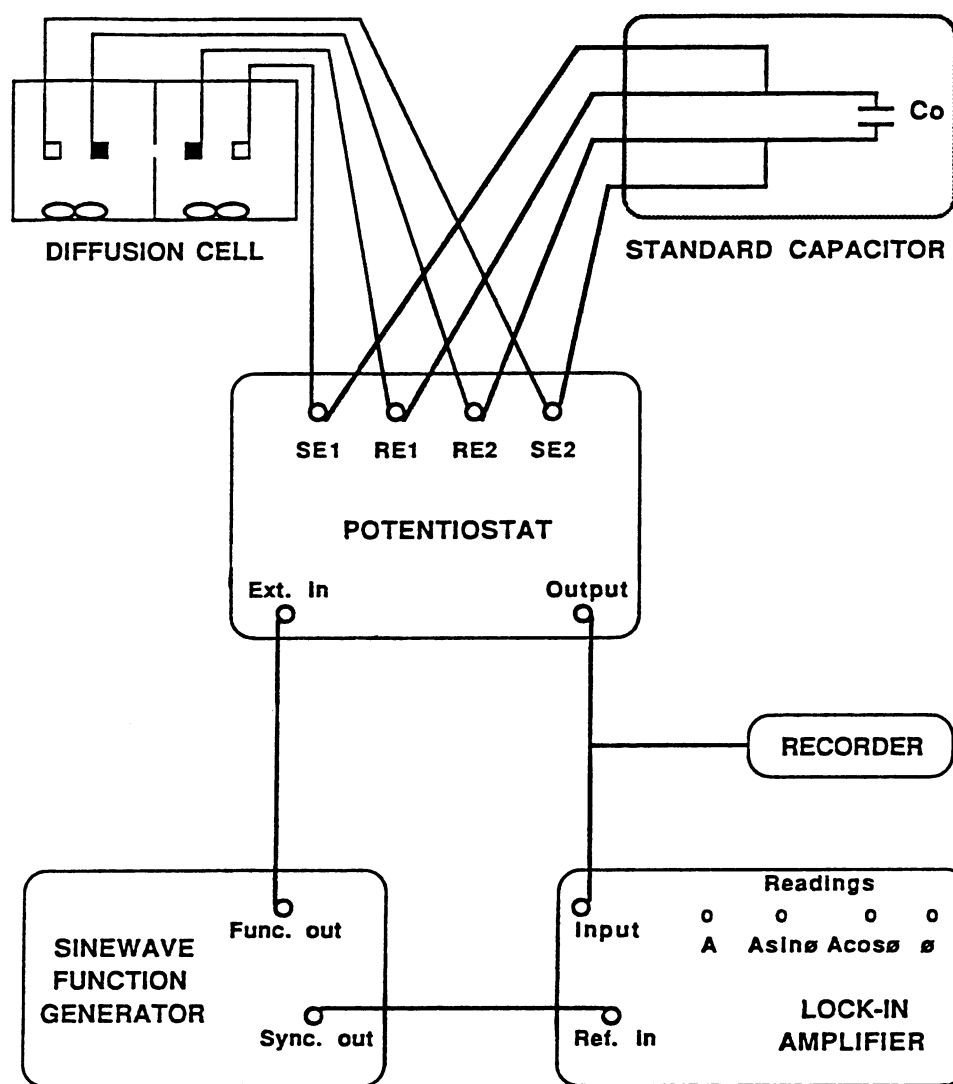 Co
DIFFUSION CELL
STANDARD CAPACITOR
SE1 RE1 RE2 SE2
POTENTIOSTAT
Ext. In
Output
RECORDER
Readings
Func. out
Input
A Asinø Acosø ø
SINEWAVE
FUNCTION
GENERATOR
LOCK-IN
AMPLIFIER
Sync. out
Ref. In